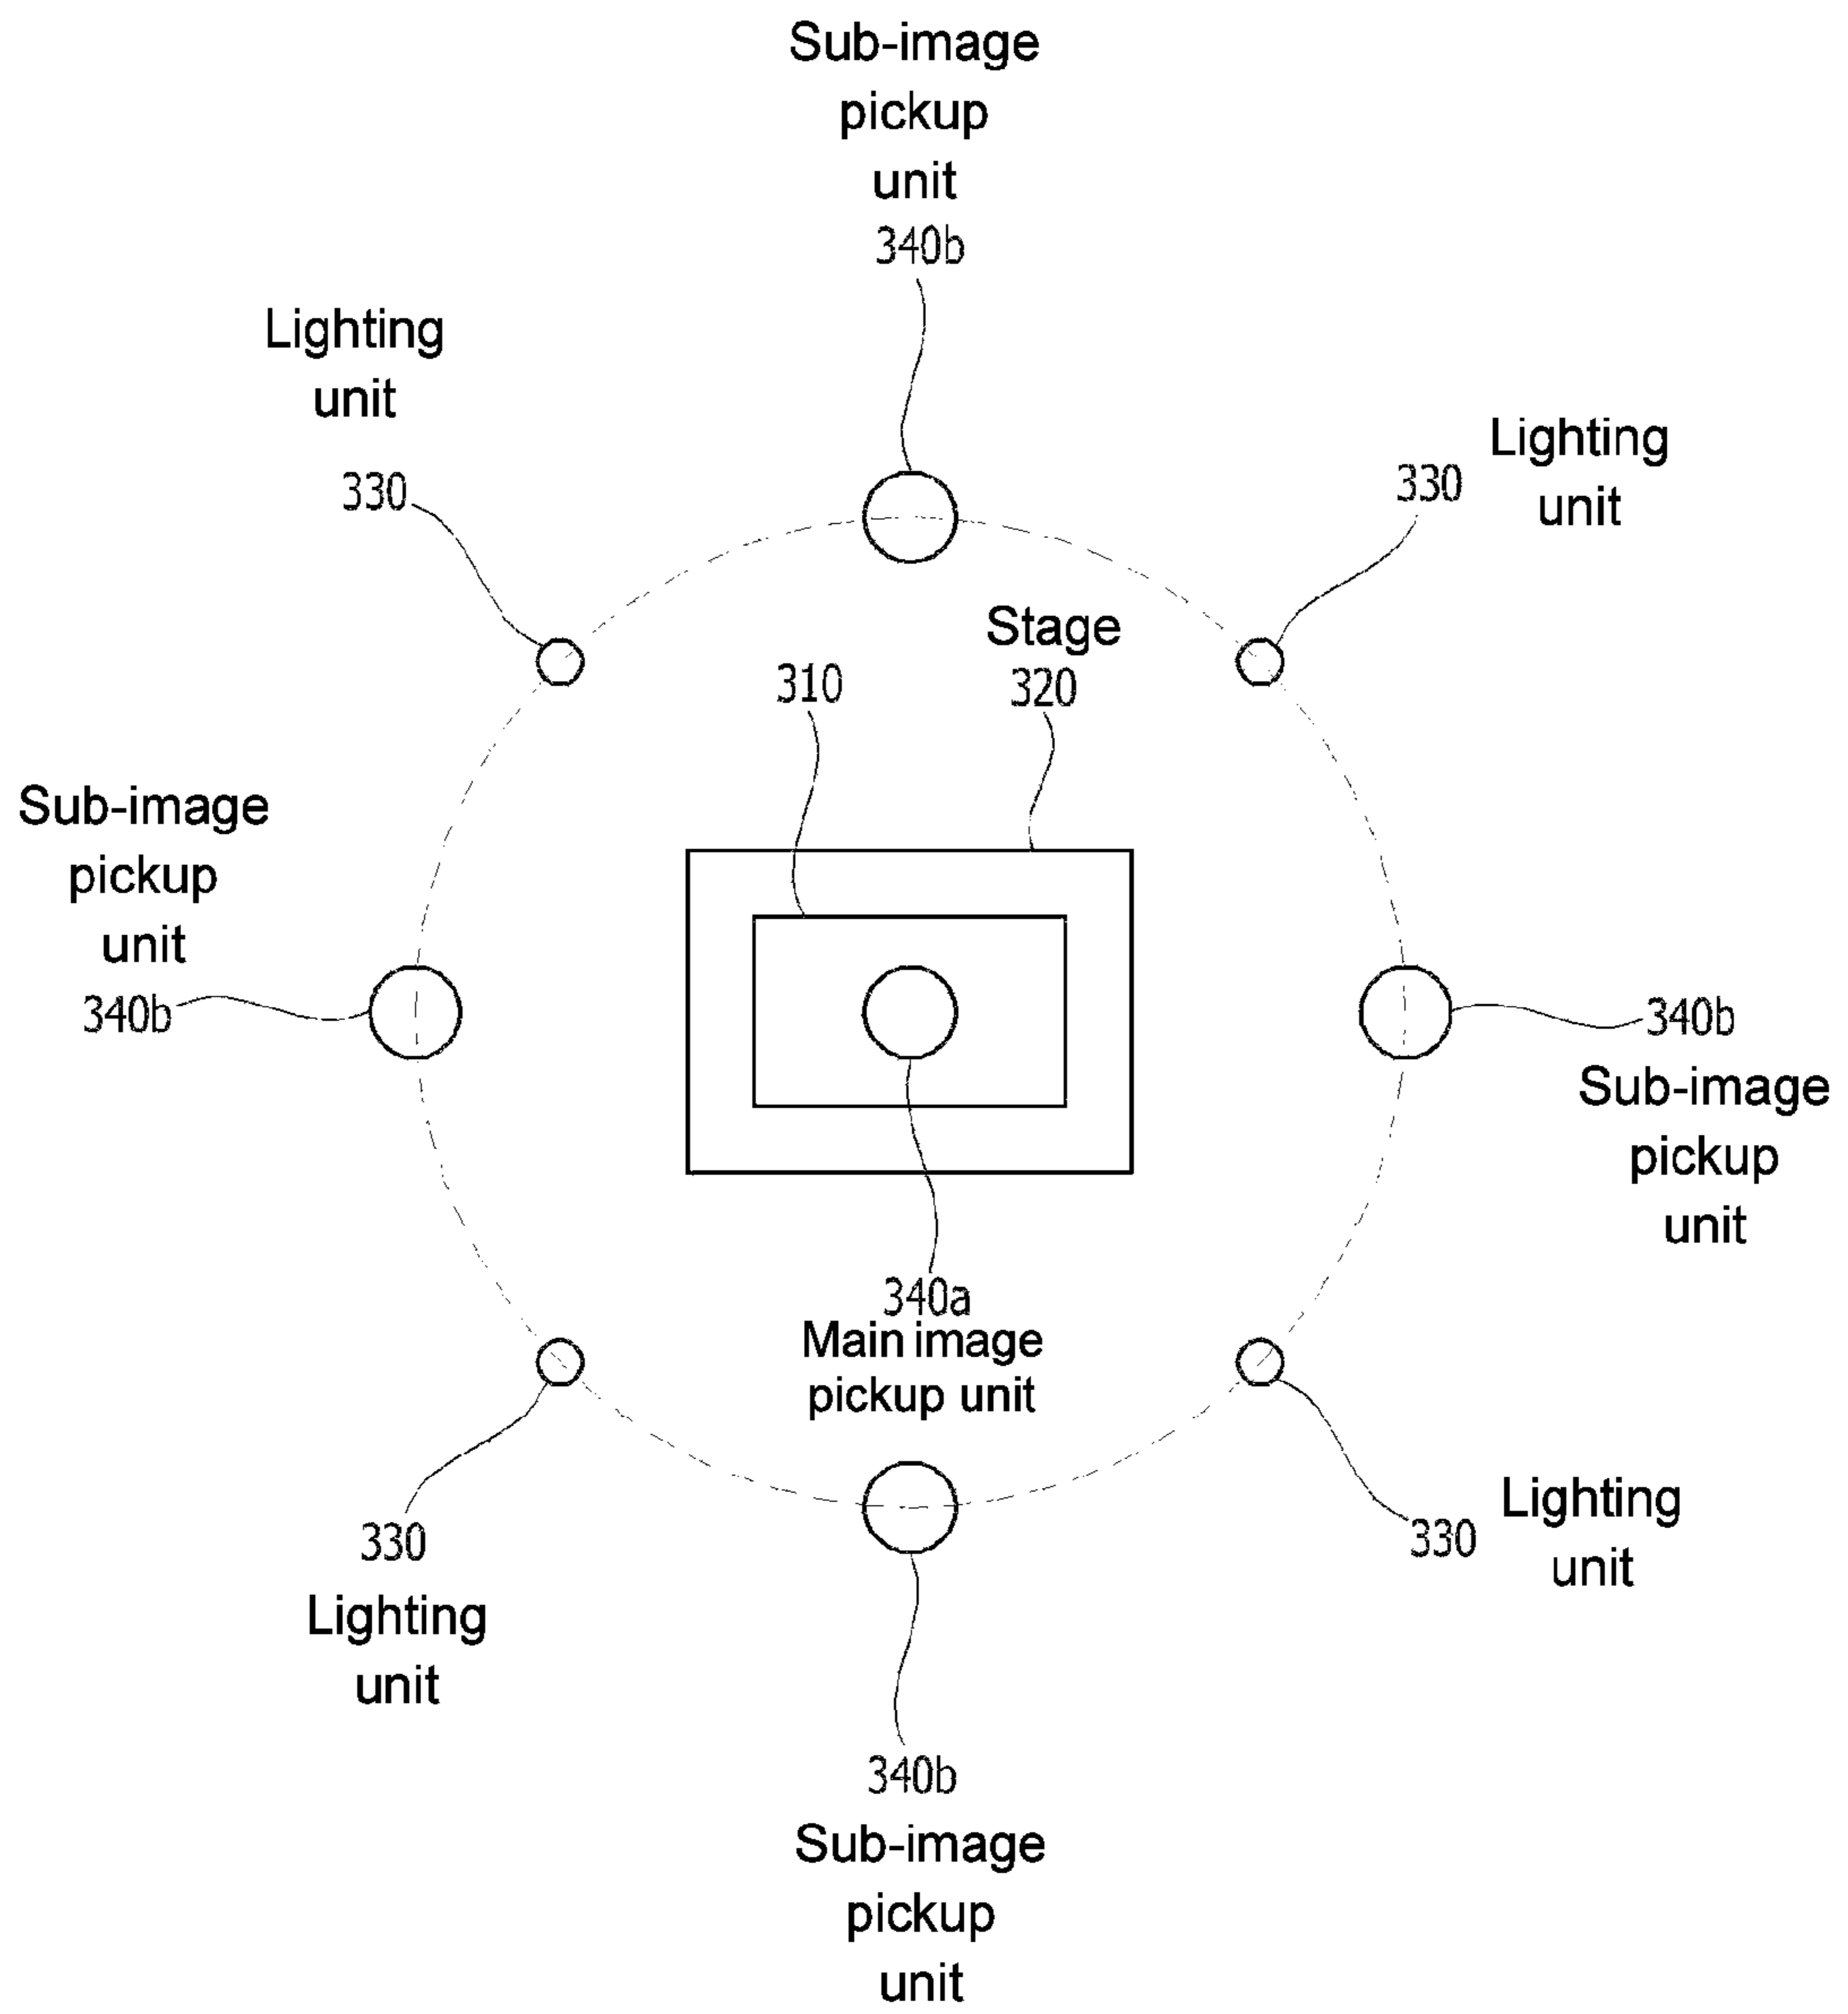 Sub-image
pickup
unit
340b
Lighting
unit
330
Lighting
unit
330
Stage
320
310
Sub-image
pickup
unit
340b
340b
Sub-image
pickup
unit
340a
Main image
pickup unit
330
Lighting
unit
330
Lighting
unit
340b
Sub-image
pickup
unit